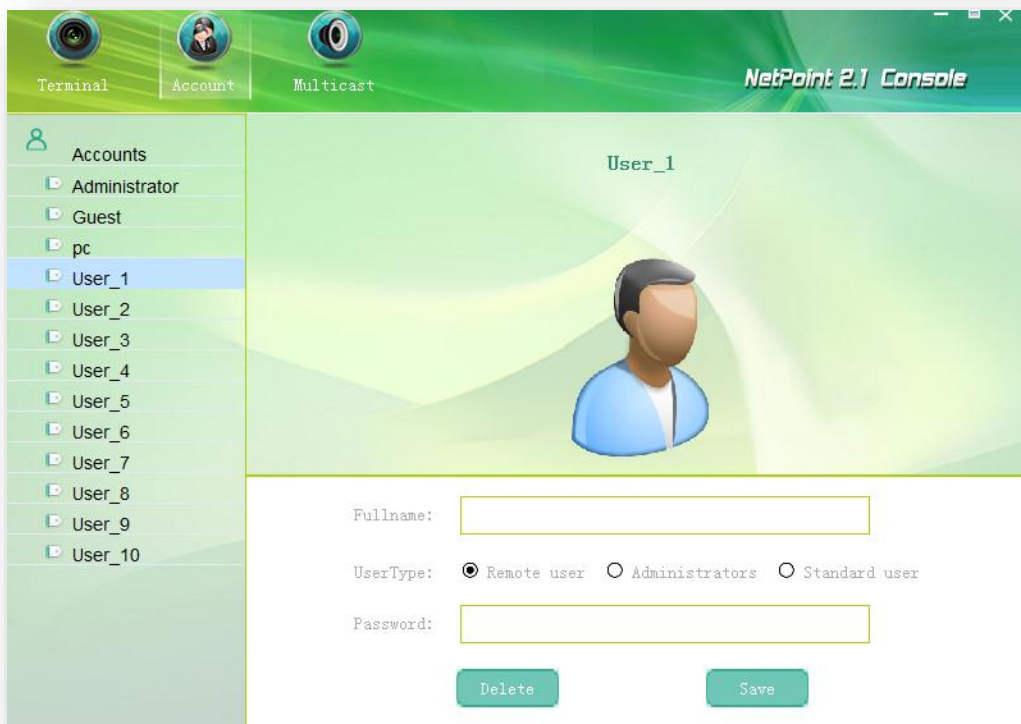 Terminal
Account
Multicast
NetPoint 2.1 Console
Accounts
Administrator
Guest
pc
User_1
User_2
User_3
User_4
User_5
User_6
User_7
User_8
User_9
User_10
User_1
Fullname:
UserType: Remote user Administrators Standard user
Password:
Delete Save